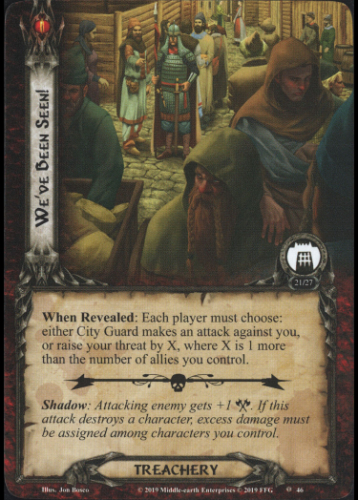 We've Been Seen!
21/27
When Revealed: Each player must choose:
either City Guard makes an attack against you,
or raise your threat by X, where X is 1 more
than the number of allies you control.
Shadow: Attacking enemy gets +1. If this
attack destroys a character, excess damage must
be assigned among characters you control.
TREACHERY
Illus. Jon Bosco
© 2019 Middle-earth Enterprises © 2019 FFG
46